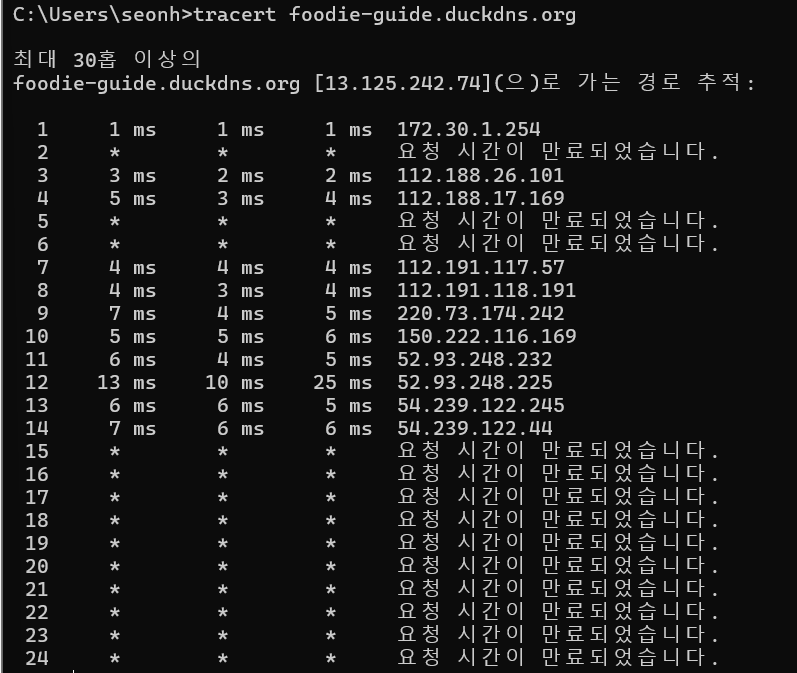 C:\Users\seonh>tracert foodie-guide.duckdns.org
최대 30홉 이상의
foodie-guide.duckdns.org [13.125.242.74](으)로 가는 경로 추적:
1 1 ms 1 ms 1 ms 172.30.1.254
2 * * * 요청 시간이 만료되었습니다.
3 3 ms 2 ms 2 ms 112.188.26.101
4 5 ms 3 ms 4 ms 112.188.17.169
5 * * * 요청 시간이 만료되었습니다.
6 * * * 요청 시간이 만료되었습니다.
7 4 ms 4 ms 4 ms 112.191.117.57
8 4 ms 3 ms 4 ms 112.191.118.191
9 7 ms 4 ms 5 ms 220.73.174.242
10 5 ms 5 ms 6 ms 150.222.116.169
11 6 ms 4 ms 5 ms 52.93.248.232
12 13 ms 10 ms 25 ms 52.93.248.225
13 6 ms 6 ms 5 ms 54.239.122.245
14 7 ms 6 ms 6 ms 54.239.122.44
15 * * * 요청 시간이 만료되었습니다.
16 * * * 요청 시간이 만료되었습니다.
17 * * * 요청 시간이 만료되었습니다.
18 * * * 요청 시간이 만료되었습니다.
19 * * * 요청 시간이 만료되었습니다.
20 * * * 요청 시간이 만료되었습니다.
21 * * * 요청 시간이 만료되었습니다.
22 * * * 요청 시간이 만료되었습니다.
23 * * * 요청 시간이 만료되었습니다.
24 * * * 요청 시간이 만료되었습니다.